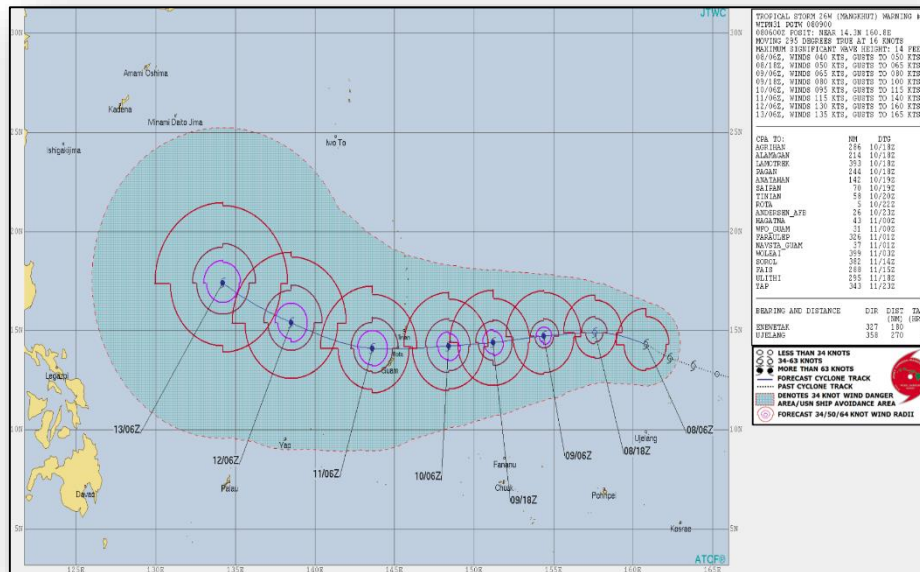 JTWC
TROPICAL STORM 26W (MANGKHUT) WARNING
WTPN31 PGTW 080900
080600Z POSIT: NEAR 14.3N 160.8E
MOVING 295 DEGREES TRUE AT 16 KNOTS
MAXIMUM SIGNIFICANT WAVE HEIGHT: 14 FEE
08/06Z, WINDS 040 KTS, GUSTS TO 050 KTS
08/18Z, WINDS 050 KTS, GUSTS TO 065 KTS
09/06Z, WINDS 065 KTS, GUSTS TO 080 KTS
09/18Z, WINDS 080 KTS, GUSTS TO 100 KTS
10/06Z, WINDS 095 KTS, GUSTS TO 115 KTS
11/06Z, WINDS 115 KTS, GUSTS TO 140 KTS
12/06Z, WINDS 130 KTS, GUSTS TO 160 KTS
13/06Z, WINDS 135 KTS, GUSTS TO 165 KTS
CPA TO: NM DTG
AGRIHAN 286 10/18Z
ALAMAGAN 214 10/18Z
LAMOTREK 393 10/18Z
PAGAN 244 10/18Z
ANATAHAN 142 10/19Z
SAIPAN 70 10/19Z
TINIAN 58 10/20Z
ROTA 5 10/22Z
ANDERSEN_AFB 26 10/23Z
HAGATNA 43 11/00Z
WFO_GUAM 31 11/00Z
FARAULEP 326 11/01Z
NAVSTA_GUAM 37 11/01Z
WOLEAI 399 11/03Z
SOROL 382 11/14Z
FAIS 288 11/15Z
ULITHI 295 11/18Z
YAP 343 11/23Z
BEARING AND DISTANCE DIR DIST TA
(NM) (HR
ENEWETAK 327 180
UJELANG 358 270
LESS THAN 34 KNOTS
34-63 KNOTS
MORE THAN 63 KNOTS
FORECAST CYCLONE TRACK
PAST CYCLONE TRACK
DENOTES 34 KNOT WIND DANGER
AREA/USN SHIP AVOIDANCE AREA
FORECAST 34/50/64 KNOT WIND RADII
30N
30N
Amami Oshima
Kadena
Minami Daito Jima
25N
25N
Ishigakijima
Iwo To
20N
20N
15N
Tinian
Rota
Guam
Legazpi
13/06Z
12/06Z
11/06Z
10/06Z
09/18Z
09/06Z
08/18Z
08/06Z
10N
10N
Yap
Ujelang
Fananu
Palau
Chuuk
Pohnpei
Davao
5N
5N
Kosrae
ATCF®
125E 130E 135E 140E 145E 150E 155E 160E 165E